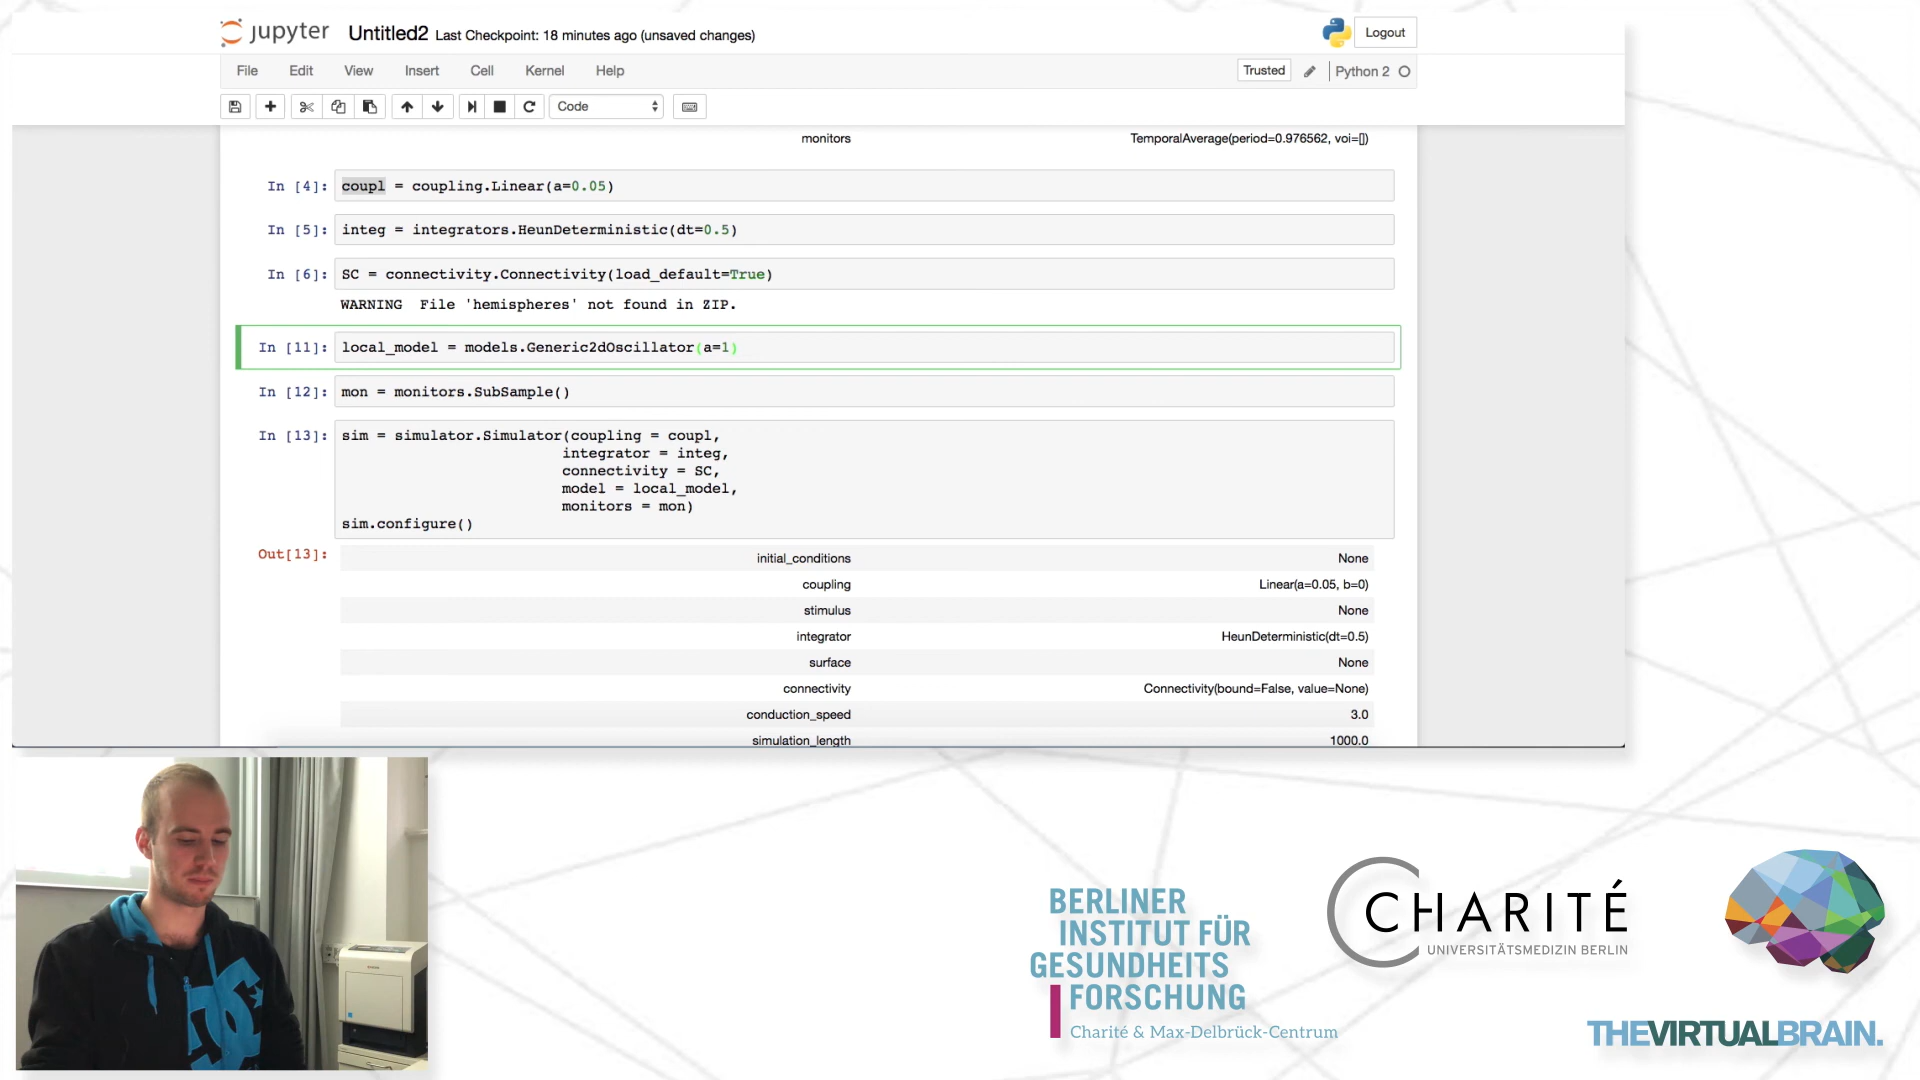 jupyter Untitled2 Last Checkpoint: 18 minutes ago (unsaved changes)
Logout
File Edit View Insert Cell Kernel Help
Trusted Python 2
Code
monitors TemporalAverage(period=0.976562, voi=[])
In [4]: coupl = coupling.Linear(a=0.05)
In [5]: integ = integrators.HeunDeterministic(dt=0.5)
In [6]: SC = connectivity.Connectivity(load_default=True)
WARNING File 'hemispheres' not found in ZIP.
In [11]: local_model = models.Generic2dOscillator(a=1)
In [12]: mon = monitors.SubSample()
In [13]: sim = simulator.Simulator(coupling = coupl,
integrator = integ,
connectivity = SC,
model = local_model,
monitors = mon)
sim.configure()
Out[13]:
initial_conditions None
coupling Linear(a=0.05, b=0)
stimulus None
integrator HeunDeterministic(dt=0.5)
surface None
connectivity Connectivity(bound=False, value=None)
conduction_speed 3.0
simulation_length 1000.0
BERLINER
INSTITUT FÜR
GESUNDHEITS
FORSCHUNG
Charité & Max-Delbrück-Centrum
CHARITÉ
UNIVERSITÄTSMEDIZIN BERLIN
THEVIRTUALBRAIN.